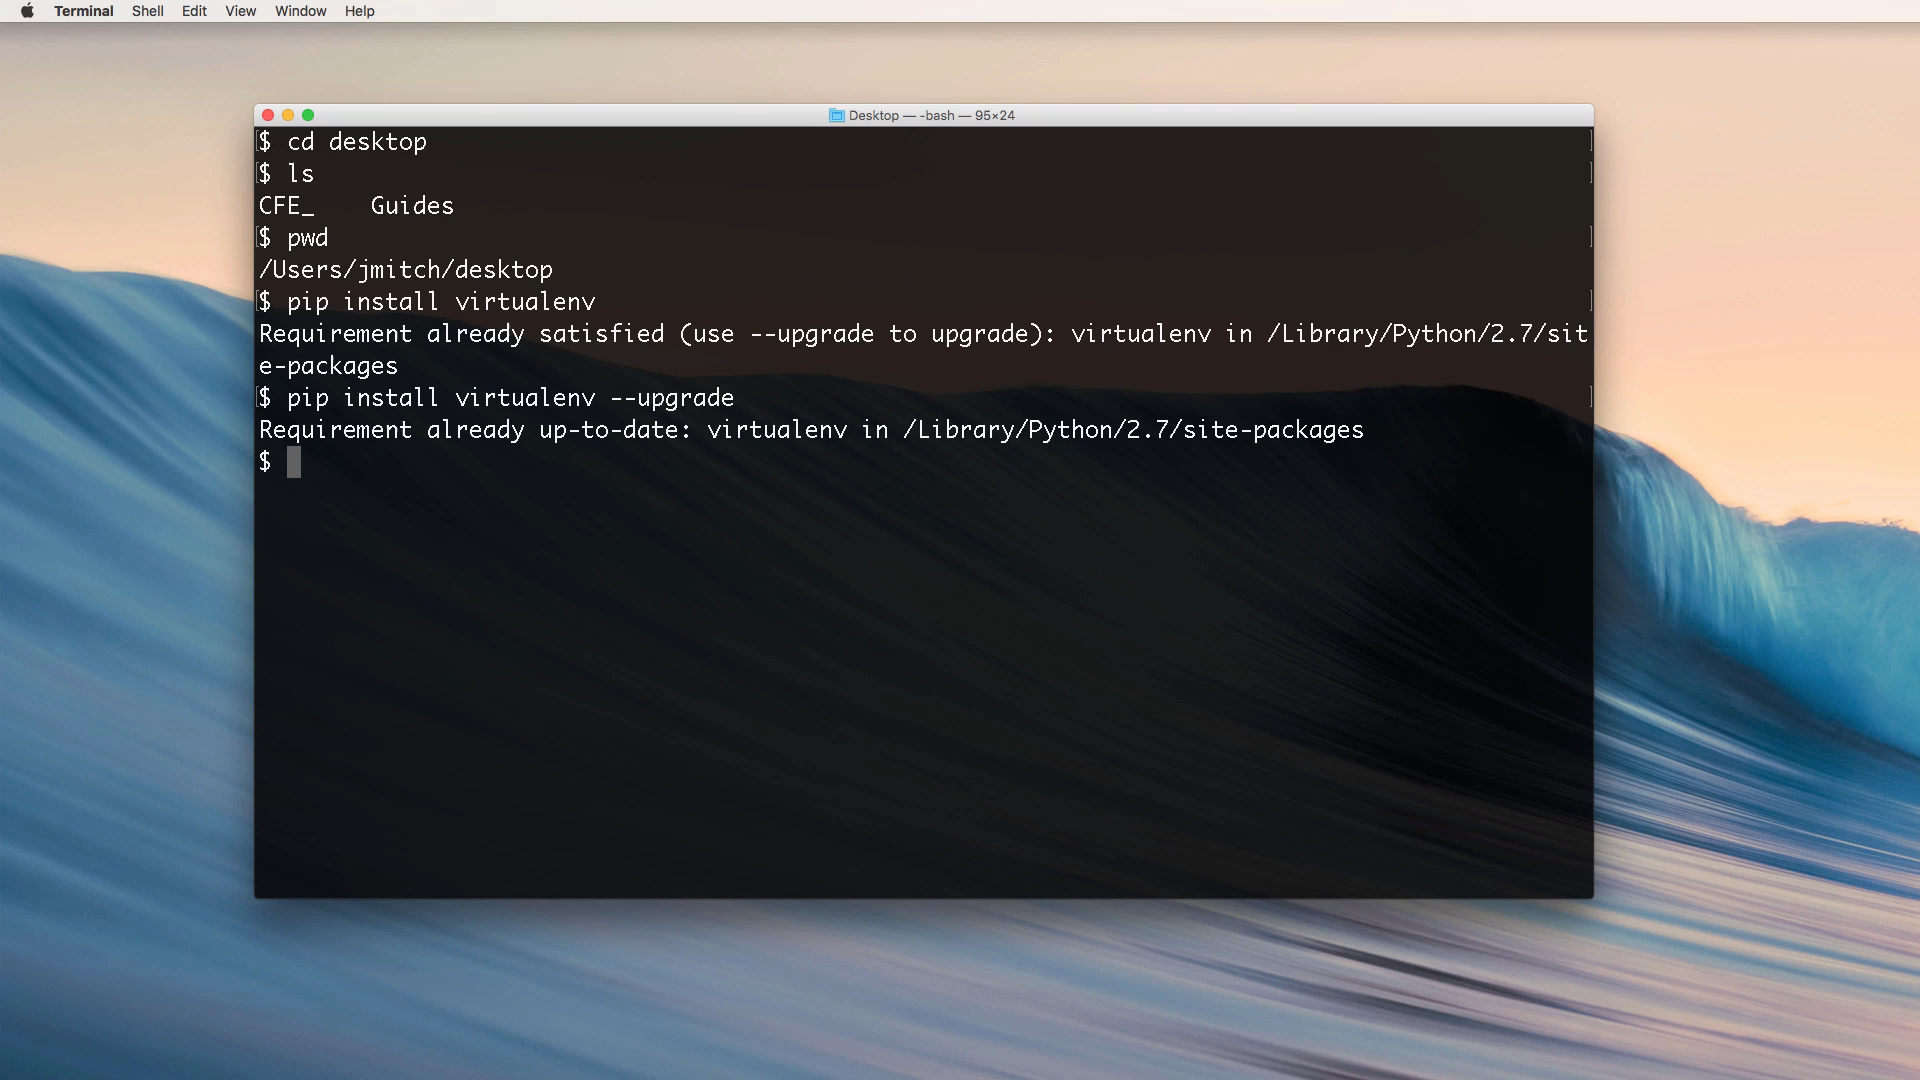 Terminal Shell Edit View Window Help
Desktop — -bash — 95×24
$ cd desktop
$ ls
CFE_ Guides
$ pwd
/Users/jmitch/desktop
$ pip install virtualenv
Requirement already satisfied (use --upgrade to upgrade): virtualenv in /Library/Python/2.7/sit
e-packages
$ pip install virtualenv --upgrade
Requirement already up-to-date: virtualenv in /Library/Python/2.7/site-packages
$